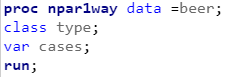 proc npar1way data =beer;
class type;
var cases;
run;